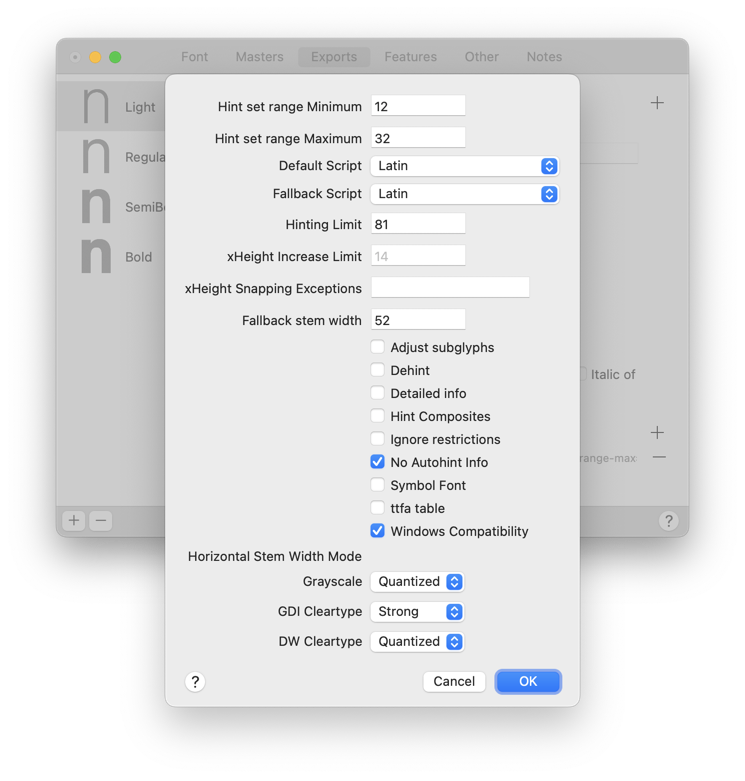 Font Masters Exports Features Other Notes
n Light
n Regula
n SemiBo
n Bold
Hint set range Minimum 12
Hint set range Maximum 32
Default Script Latin
Fallback Script Latin
Hinting Limit 81
xHeight Increase Limit 14
xHeight Snapping Exceptions
Fallback stem width 52
Adjust subglyphs
Dehint
Italic of
Detailed info
Hint Composites
Ignore restrictions
range-max
No Autohint Info
Symbol Font
ttfa table
Windows Compatibility
Horizontal Stem Width Mode
Grayscale Quantized
GDI Cleartype Strong
DW Cleartype Quantized
? Cancel OK
?